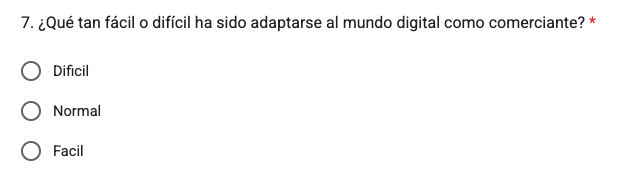 7. ¿Qué tan fácil o difícil ha sido adaptarse al mundo digital como comerciante? *
Dificil
Normal
Facil